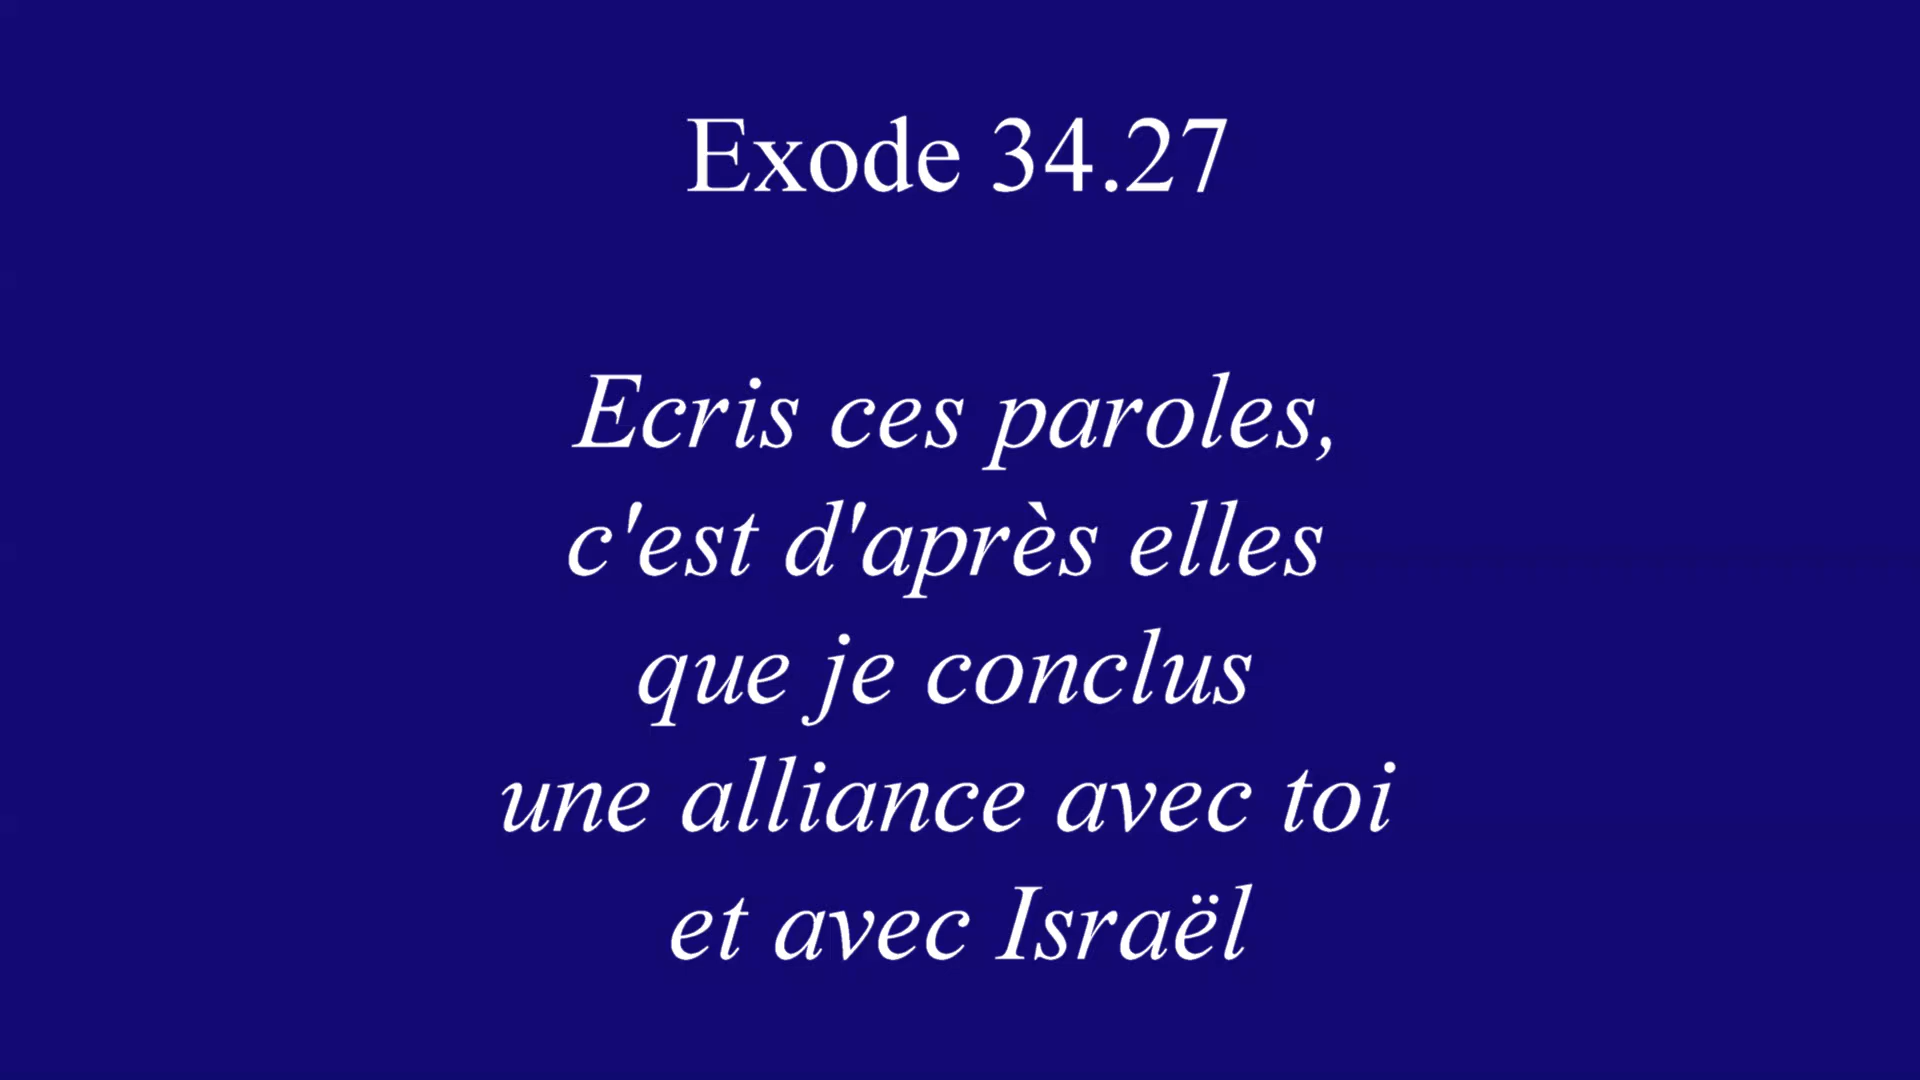 Exode 34.27
Ecris ces paroles,
c'est d'après elles
que je conclus
une alliance avec toi
et avec Israël